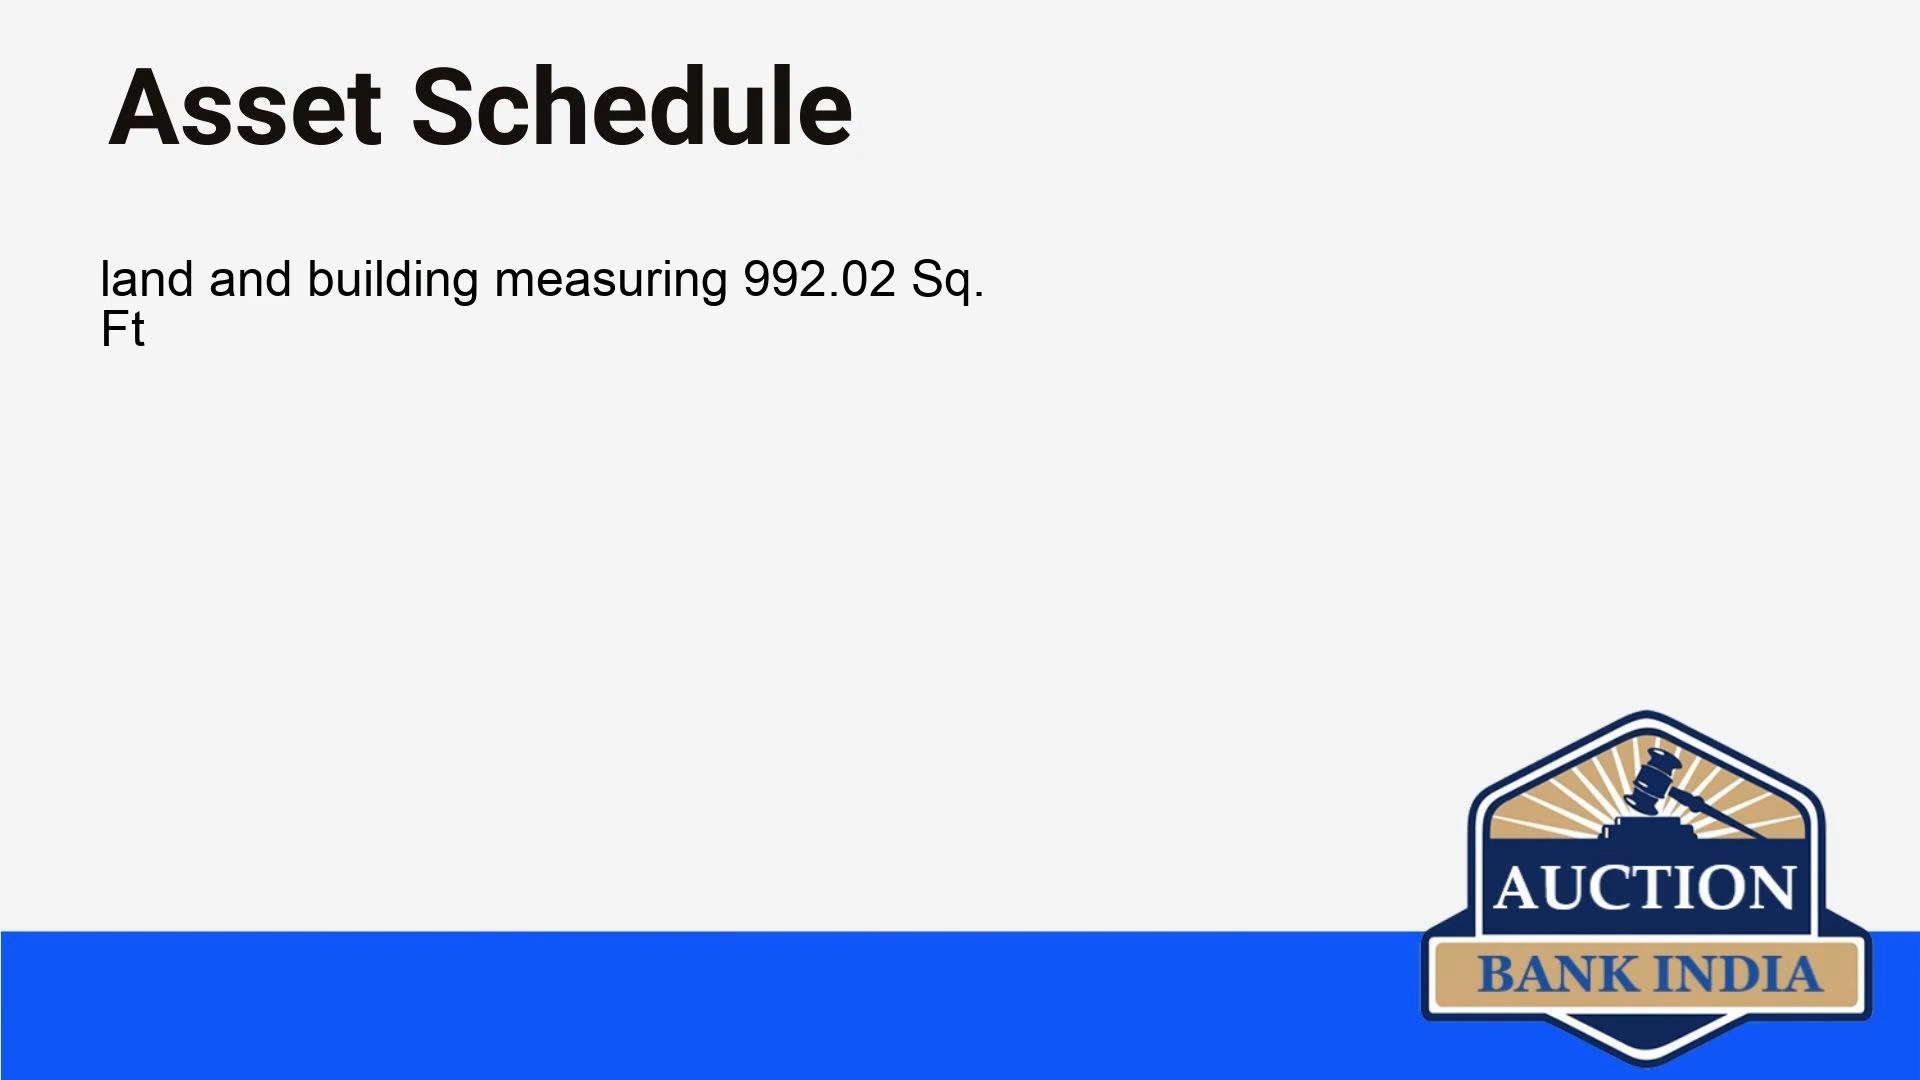 Asset Schedule
land and building measuring 992.02 Sq.
Ft
AUCTION
BANK INDIA